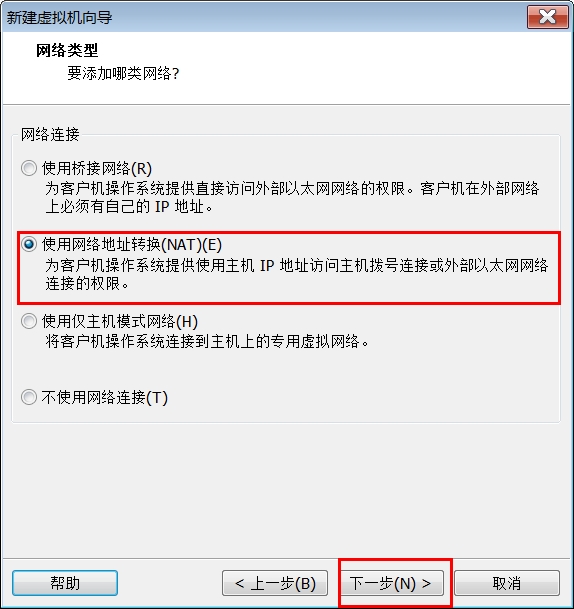 新建虚拟机向导
网络类型
要添加哪类网络?
网络连接
使用桥接网络(R)
为客户机操作系统提供直接访问外部以太网网络的权限。客户机在外部网络
上必须有自己的 IP 地址。
使用网络地址转换(NAT)(E)
为客户机操作系统提供使用主机 IP 地址访问主机拨号连接或外部以太网网络
连接的权限。
使用仅主机模式网络(H)
将客户机操作系统连接到主机上的专用虚拟网络。
不使用网络连接(T)
帮助
< 上一步(B)
下一步(N) >
取消